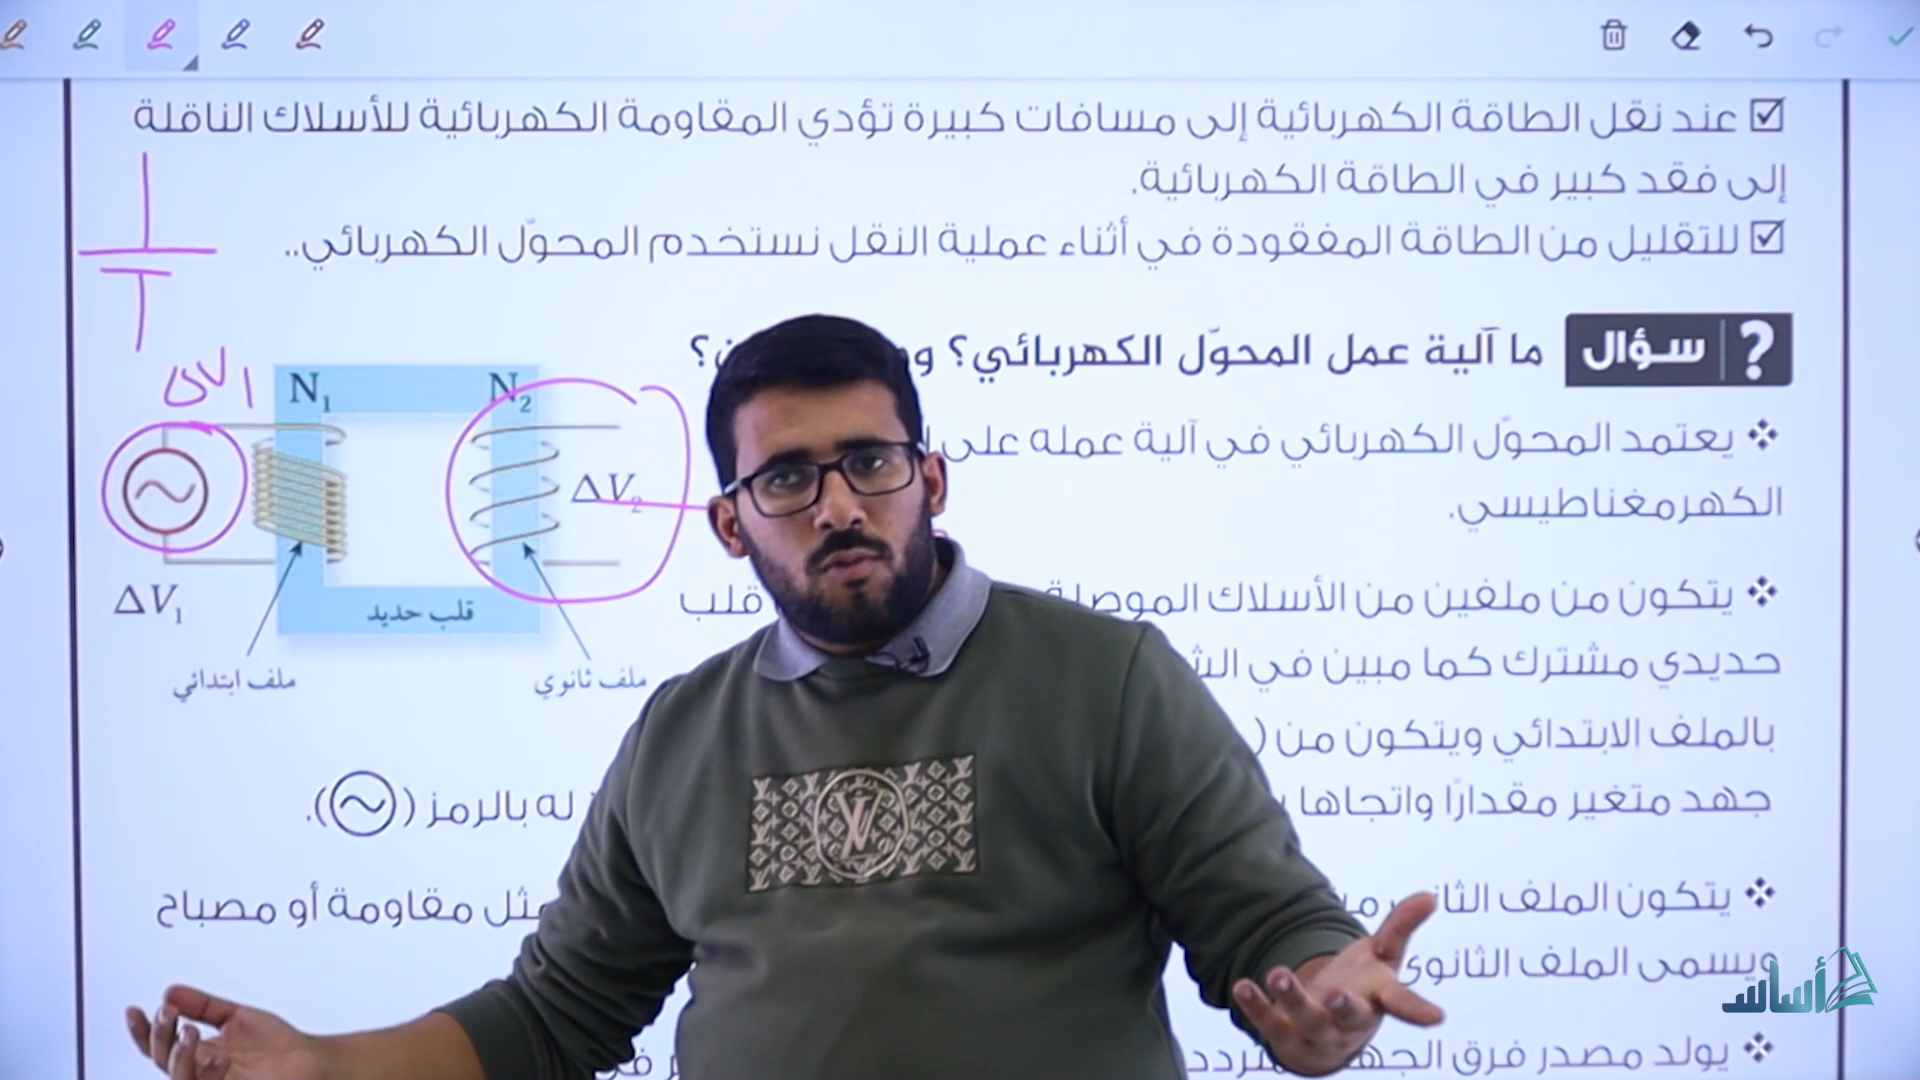 عند نقل الطاقة الكهربائية إلى مسافات كبيرة تؤدي المقاومة الكهربائية للأسلاك الناقلة
إلى فقد كبير في الطاقة الكهربائية.
للتقليل من الطاقة المفقودة في أثناء عملية النقل نستخدم المحوّل الكهربائي..
سؤال ما آلية عمل المحوّل الكهربائي؟
يعتمد المحوّل الكهربائي في آلية عمله على
الكهرمغناطيسي.
يتكون من ملفين من الأسلاك الموصلة قلب
حديدي مشترك كما مبين في
بالملف الابتدائي ويتكون من (
جهد متغير مقدارًا واتجاها له بالرمز (~).
يتكون الملف مثل مقاومة أو مصباح
ويسمى الملف الثانوي
يولد مصدر فرق
ΔV1
N1
N2
ΔV2
ΔV1
قلب حديد
ملف ابتدائي
ملف ثانوي
LV
أساس